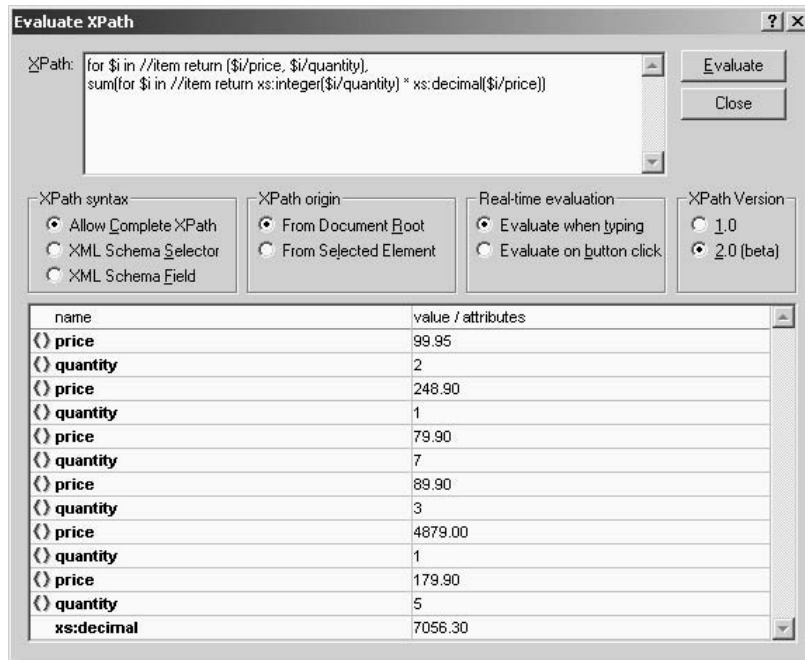 Evaluate XPath
XPath:
for $i in //item return ($i/price, $i/quantity),
sum(for $i in //item return xs:integer($i/quantity) * xs:decimal($i/price))
Evaluate
Close
XPath syntax
Allow Complete XPath
XML Schema Selector
XML Schema Field
XPath origin
From Document Root
From Selected Element
Real-time evaluation
Evaluate when typing
Evaluate on button click
XPath Version
1.0
2.0 (beta)
name value / attributes
price 99.95
quantity 2
price 248.90
quantity 1
price 79.90
quantity 7
price 89.90
quantity 3
price 4879.00
quantity 1
price 179.90
quantity 5
xs:decimal 7056.30